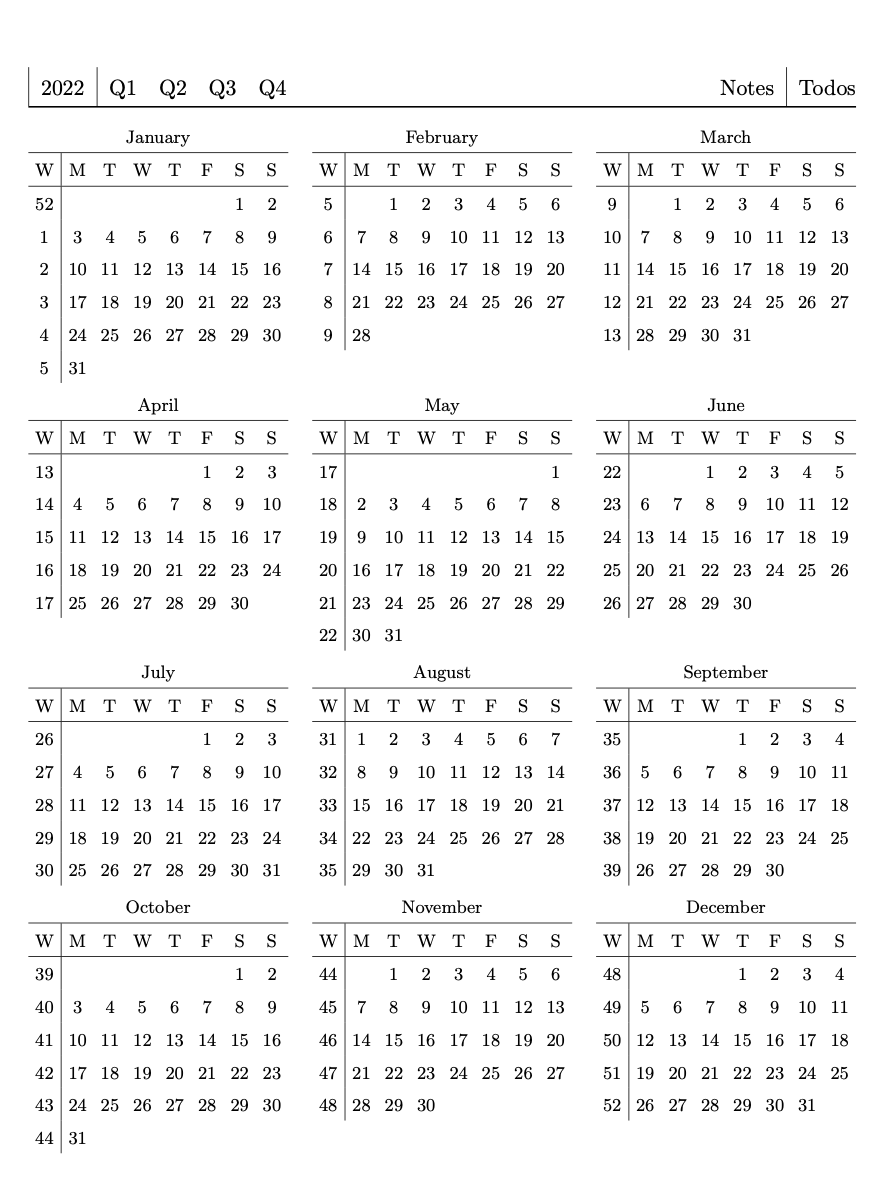 2022 Q1 Q2 Q3 Q4 Notes Todos
January
W M T W T F S S
52 1 2
1 3 4 5 6 7 8 9
2 10 11 12 13 14 15 16
3 17 18 19 20 21 22 23
4 24 25 26 27 28 29 30
5 31
February
W M T W T F S S
5 1 2 3 4 5 6
6 7 8 9 10 11 12 13
7 14 15 16 17 18 19 20
8 21 22 23 24 25 26 27
9 28
March
W M T W T F S S
9 1 2 3 4 5 6
10 7 8 9 10 11 12 13
11 14 15 16 17 18 19 20
12 21 22 23 24 25 26 27
13 28 29 30 31
April
W M T W T F S S
13 1 2 3
14 4 5 6 7 8 9 10
15 11 12 13 14 15 16 17
16 18 19 20 21 22 23 24
17 25 26 27 28 29 30
May
W M T W T F S S
17 1
18 2 3 4 5 6 7 8
19 9 10 11 12 13 14 15
20 16 17 18 19 20 21 22
21 23 24 25 26 27 28 29
22 30 31
June
W M T W T F S S
22 1 2 3 4 5
23 6 7 8 9 10 11 12
24 13 14 15 16 17 18 19
25 20 21 22 23 24 25 26
26 27 28 29 30
July
W M T W T F S S
26 1 2 3
27 4 5 6 7 8 9 10
28 11 12 13 14 15 16 17
29 18 19 20 21 22 23 24
30 25 26 27 28 29 30 31
August
W M T W T F S S
31 1 2 3 4 5 6 7
32 8 9 10 11 12 13 14
33 15 16 17 18 19 20 21
34 22 23 24 25 26 27 28
35 29 30 31
September
W M T W T F S S
35 1 2 3 4
36 5 6 7 8 9 10 11
37 12 13 14 15 16 17 18
38 19 20 21 22 23 24 25
39 26 27 28 29 30
October
W M T W T F S S
39 1 2
40 3 4 5 6 7 8 9
41 10 11 12 13 14 15 16
42 17 18 19 20 21 22 23
43 24 25 26 27 28 29 30
44 31
November
W M T W T F S S
44 1 2 3 4 5 6
45 7 8 9 10 11 12 13
46 14 15 16 17 18 19 20
47 21 22 23 24 25 26 27
48 28 29 30
December
W M T W T F S S
48 1 2 3 4
49 5 6 7 8 9 10 11
50 12 13 14 15 16 17 18
51 19 20 21 22 23 24 25
52 26 27 28 29 30 31